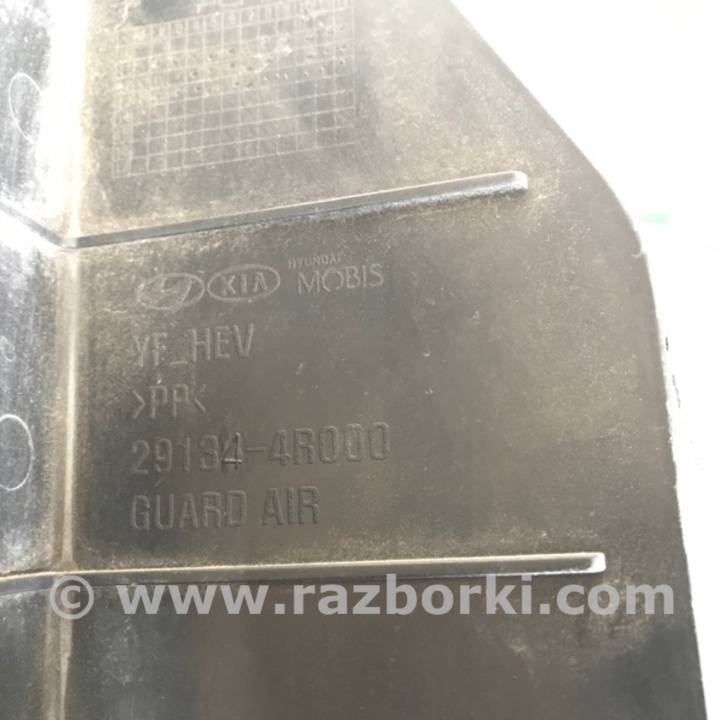 KIA HYUNDAI MOBIS
YF_HEV
>PP<
29134-4R000
GUARD AIR
© www.razborki.com